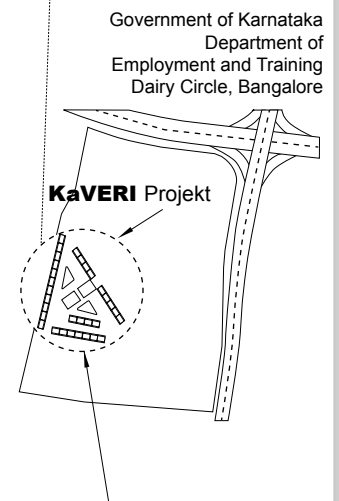 Government of Karnataka
Department of
Employment and Training
Dairy Circle, Bangalore
KaVERI Projekt